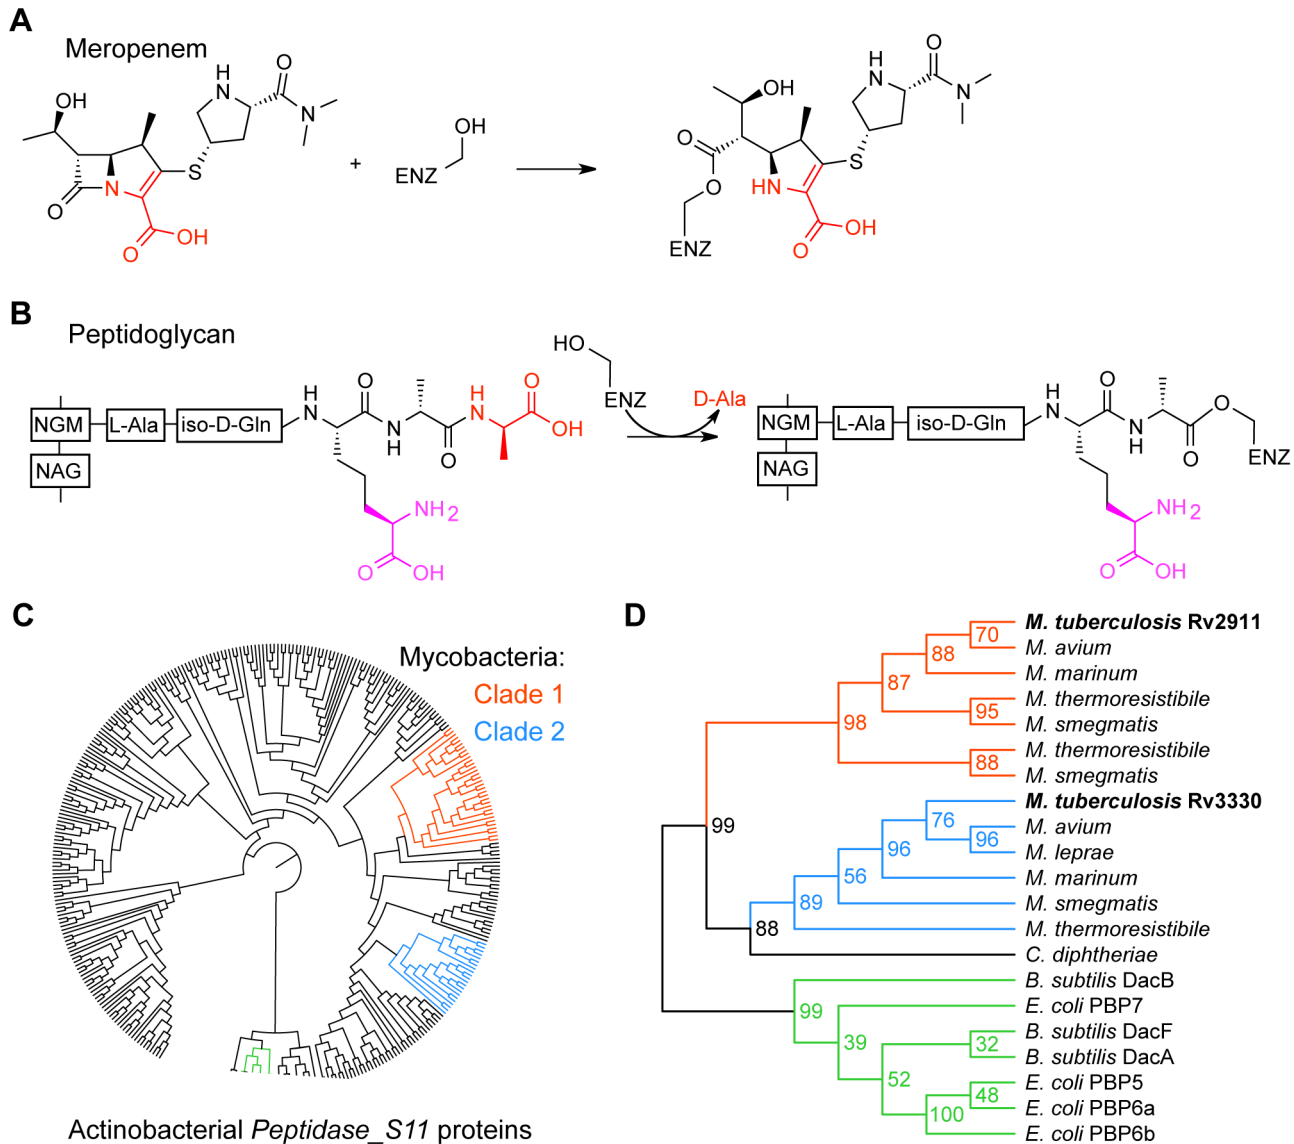 A
Meropenem
OH
H
N
O
N
S
N
O
O
OH
+
OH
ENZ
OH
O
O
ENZ
HN
O
OH
S
H
N
O
N
B
Peptidoglycan
NGM
L-Ala
iso-D-Gln
NAG
H
N
O
N
H
O
H
N
O
OH
NH2
O
OH
HO
ENZ
D-Ala
NGM
L-Ala
iso-D-Gln
NAG
H
N
O
N
H
O
O
ENZ
NH2
O
OH
C
Mycobacteria:
Clade 1
Clade 2
Actinobacterial Peptidase_S11 proteins
D
M. tuberculosis Rv2911
70
M. avium
88
M. marinum
87
M. thermoresistibile
95
M. smegmatis
98
M. thermoresistibile
88
M. smegmatis
99
M. tuberculosis Rv3330
76
M. avium
96
M. leprae
96
M. marinum
56
M. smegmatis
89
M. thermoresistibile
88
C. diphtheriae
B. subtilis DacB
99
E. coli PBP7
39
B. subtilis DacF
32
B. subtilis DacA
52
E. coli PBP5
48
E. coli PBP6a
100
E. coli PBP6b